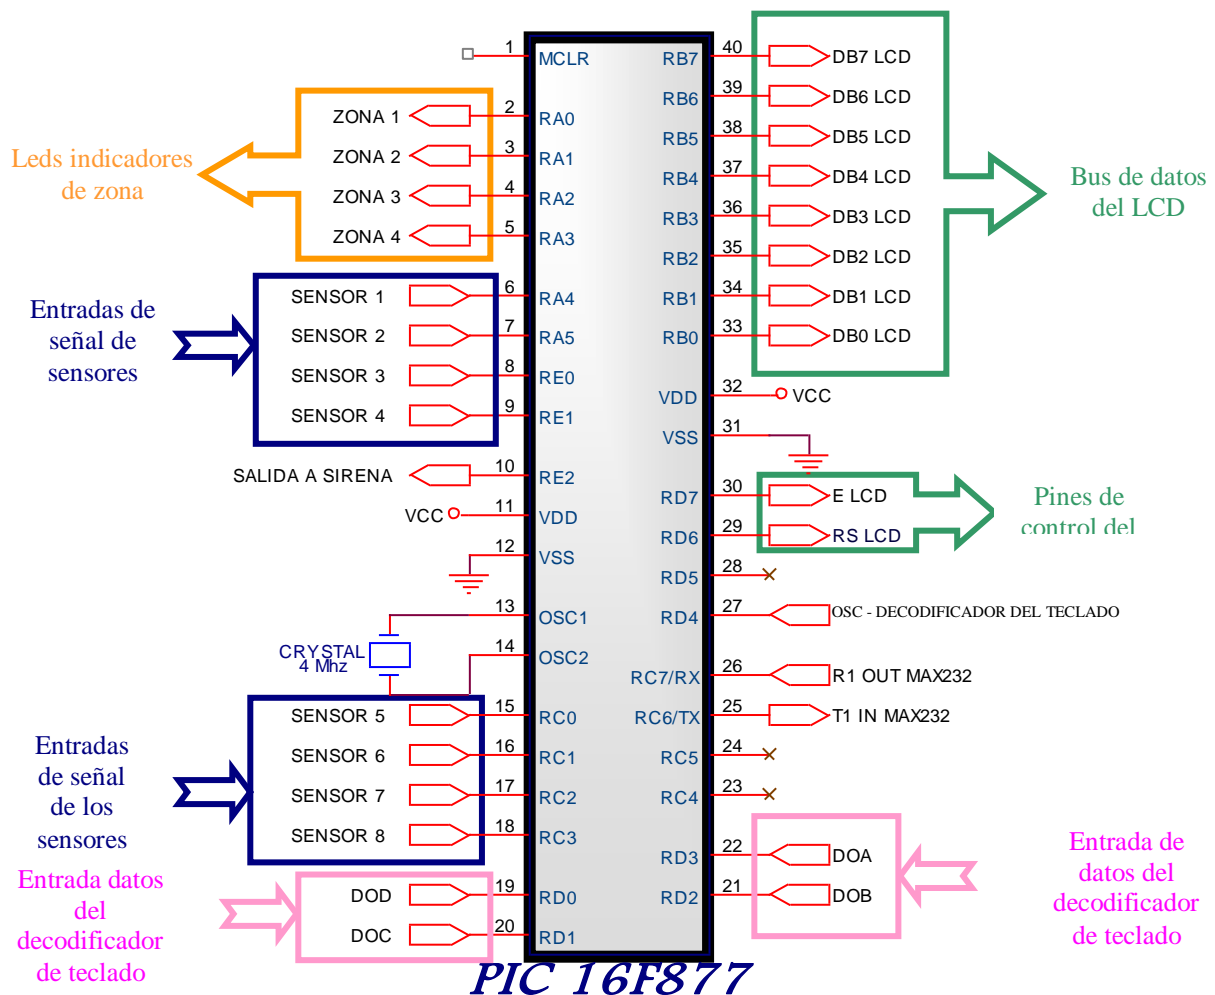 Leds indicadores
de zona
ZONA 1
ZONA 2
ZONA 3
ZONA 4
Entradas de
señal de
sensores
SENSOR 1
SENSOR 2
SENSOR 3
SENSOR 4
SALIDA A SIRENA
VCC
CRYSTAL
4 Mhz
Entradas
de señal
de los
sensores
SENSOR 5
SENSOR 6
SENSOR 7
SENSOR 8
Entrada datos
del
decodificador
de teclado
DOD
DOC
1 MCLR
2 RA0
3 RA1
4 RA2
5 RA3
6 RA4
7 RA5
8 RE0
9 RE1
10 RE2
11 VDD
12 VSS
13 OSC1
14 OSC2
15 RC0
16 RC1
17 RC2
18 RC3
19 RD0
20 RD1
RB7 40 DB7 LCD
RB6 39 DB6 LCD
RB5 38 DB5 LCD
RB4 37 DB4 LCD
RB3 36 DB3 LCD
RB2 35 DB2 LCD
RB1 34 DB1 LCD
RB0 33 DB0 LCD
VDD 32 VCC
VSS 31
RD7 30 E LCD
RD6 29 RS LCD
RD5 28
RD4 27 OSC - DECODIFICADOR DEL TECLADO
RC7/RX 26 R1 OUT MAX232
RC6/TX 25 T1 IN MAX232
RC5 24
RC4 23
RD3 22 DOA
RD2 21 DOB
Bus de datos
del LCD
Pines de
control del
Entrada de
datos del
decodificador
de teclado
PIC 16F877